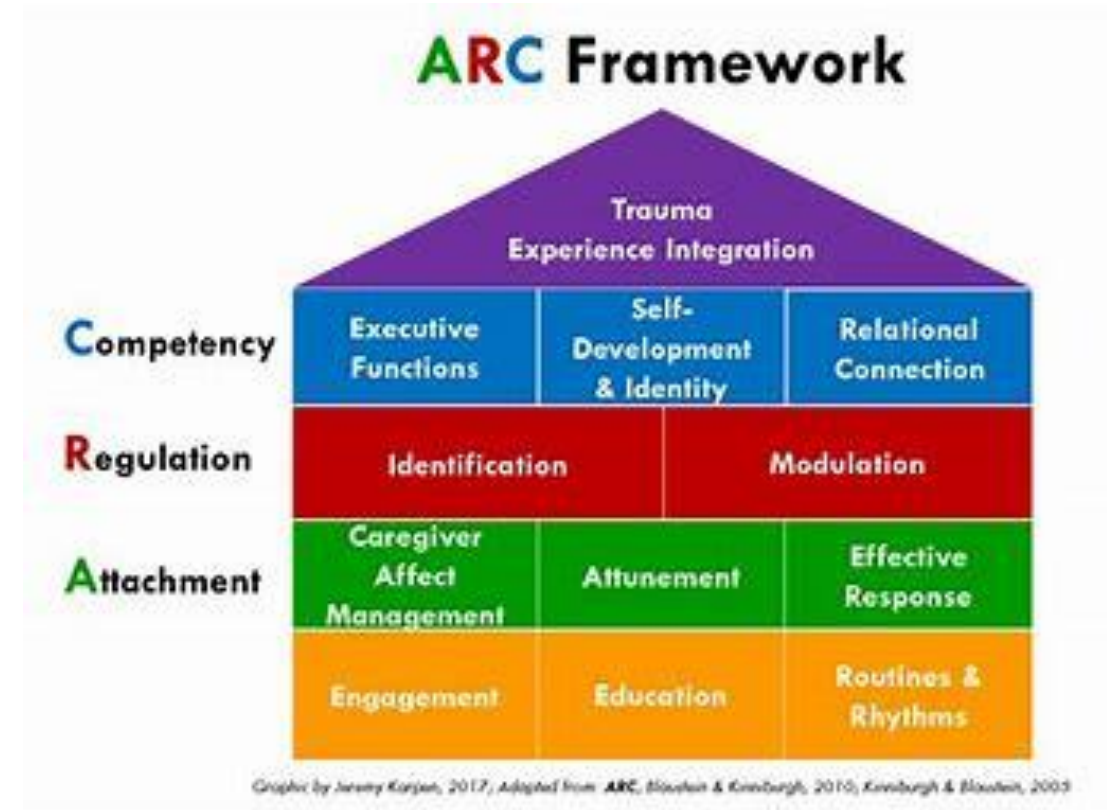 ARC Framework
Trauma
Experience Integration
Competency
Executive
Functions
Self-
Development
& Identity
Relational
Connection
Regulation
Identification
Modulation
Attachment
Caregiver
Affect
Management
Attunement
Effective
Response
Engagement
Education
Routines &
Rhythms
Graphic by Jeremy Karpen, 2017; Adapted from ARC, Blaustein & Kinniburgh, 2010; Kinniburgh & Blaustein, 2005